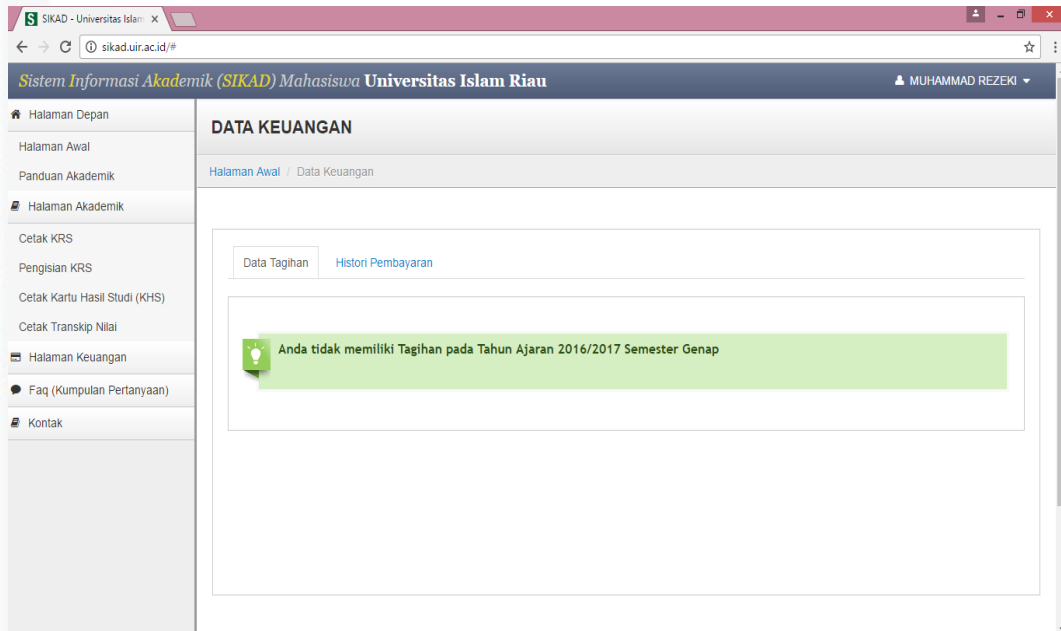 SIKAD - Universitas Islam
sikad.uir.ac.id/#
Sistem Informasi Akademik (SIKAD) Mahasiswa Universitas Islam Riau
MUHAMMAD REZEKI
Halaman Depan
Halaman Awal
Panduan Akademik
Halaman Akademik
Cetak KRS
Pengisian KRS
Cetak Kartu Hasil Studi (KHS)
Cetak Transkip Nilai
Halaman Keuangan
Faq (Kumpulan Pertanyaan)
Kontak
DATA KEUANGAN
Halaman Awal / Data Keuangan
Data Tagihan Histori Pembayaran
Anda tidak memiliki Tagihan pada Tahun Ajaran 2016/2017 Semester Genap